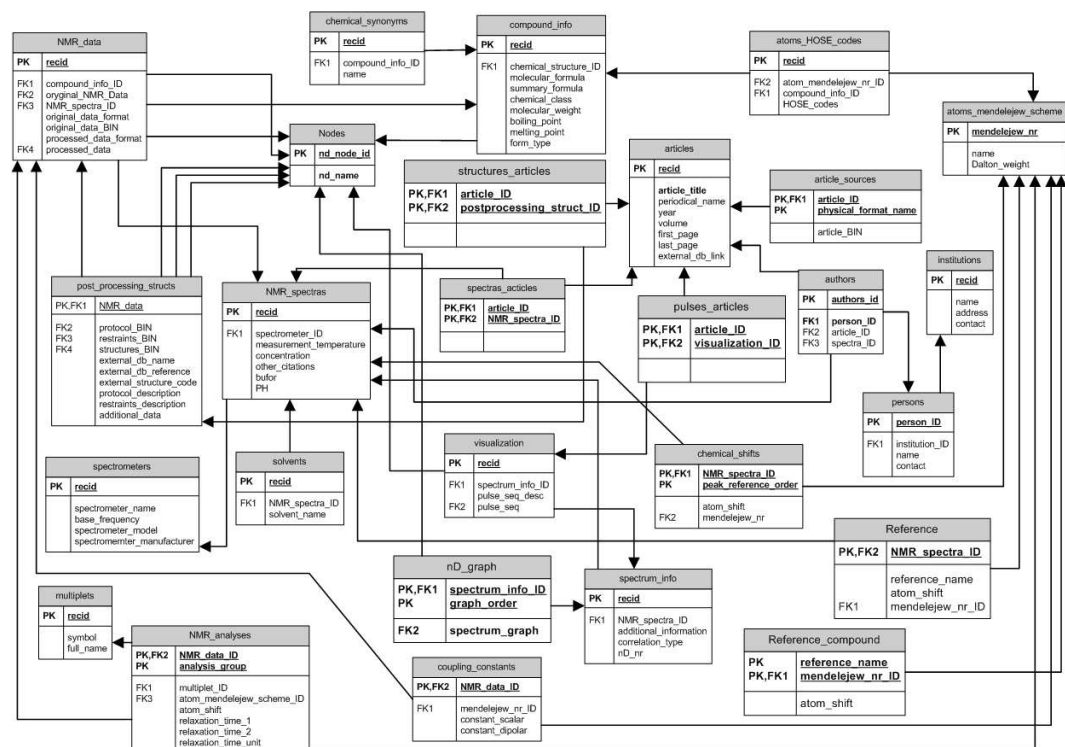 NMR_data
PK recid
FK1 compound_info_ID
FK2 oryginal_NMR_Data
FK3 NMR_spectra_ID
original_data_format
original_data_BIN
processed_data_format
FK4 processed_data
chemical_synonyms
PK recid
FK1 compound_info_ID
name
compound_info
PK recid
FK1 chemical_structure_ID
molecular_formula
summary_formula
chemical_class
molecular_weight
boiling_point
melting_point
form_type
atoms_HOSE_codes
PK recid
FK2 atom_mendelejew_nr_ID
FK1 compound_info_ID
HOSE_codes
atoms_mendelejew_scheme
PK mendelejew_nr
name
Dalton_weight
Nodes
PK nd_node_id
nd_name
structures_articles
PK,FK1 article_ID
PK,FK2 postprocessing_struct_ID
articles
PK recid
article_title
periodical_name
year
volume
first_page
last_page
external_db_link
article_sources
PK,FK1 article_ID
PK physical_format_name
article_BIN
institutions
PK recid
name
address
contact
post_processing_structs
PK,FK1 NMR_data
FK2 protocol_BIN
FK3 restraints_BIN
FK4 structures_BIN
external_db_name
external_db_reference
external_structure_code
protocol_description
restraints_description
additional_data
NMR_spectras
PK recid
FK1 spectrometer_ID
measurement_temperature
concentration
other_citations
bufor
PH
spectras_acticles
PK,FK1 article_ID
PK,FK2 NMR_spectra_ID
pulses_articles
PK,FK1 article_ID
PK,FK2 visualization_ID
authors
PK authors_id
FK1 person_ID
FK2 article_ID
FK3 spectra_ID
persons
PK person_ID
FK1 institution_ID
name
contact
spectrometers
PK recid
spectrometer_name
base_frequency
spectrometer_model
spectromemter_manufacturer
solvents
PK recid
FK1 NMR_spectra_ID
solvent_name
visualization
PK recid
FK1 spectrum_info_ID
pulse_seq_desc
FK2 pulse_seq
chemical_shifts
PK,FK1 NMR_spectra_ID
PK peak_reference_order
atom_shift
FK2 mendelejew_nr
Reference
PK,FK2 NMR_spectra_ID
reference_name
atom_shift
FK1 mendelejew_nr_ID
nD_graph
PK,FK1 spectrum_info_ID
PK graph_order
FK2 spectrum_graph
spectrum_info
PK recid
FK1 NMR_spectra_ID
additional_information
correlation_type
nD_nr
multiplets
PK recid
symbol
full_name
NMR_analyses
PK,FK2 NMR_data_ID
PK analysis_group
FK1 multiplet_ID
FK3 atom_mendelejew_scheme_ID
atom_shift
relaxation_time_1
relaxation_time_2
relaxation_time_unit
coupling_constants
PK,FK2 NMR_data_ID
FK1 mendelejew_nr_ID
constant_scalar
constant_dipolar
Reference_compound
PK reference_name
PK,FK1 mendelejew_nr_ID
atom_shift